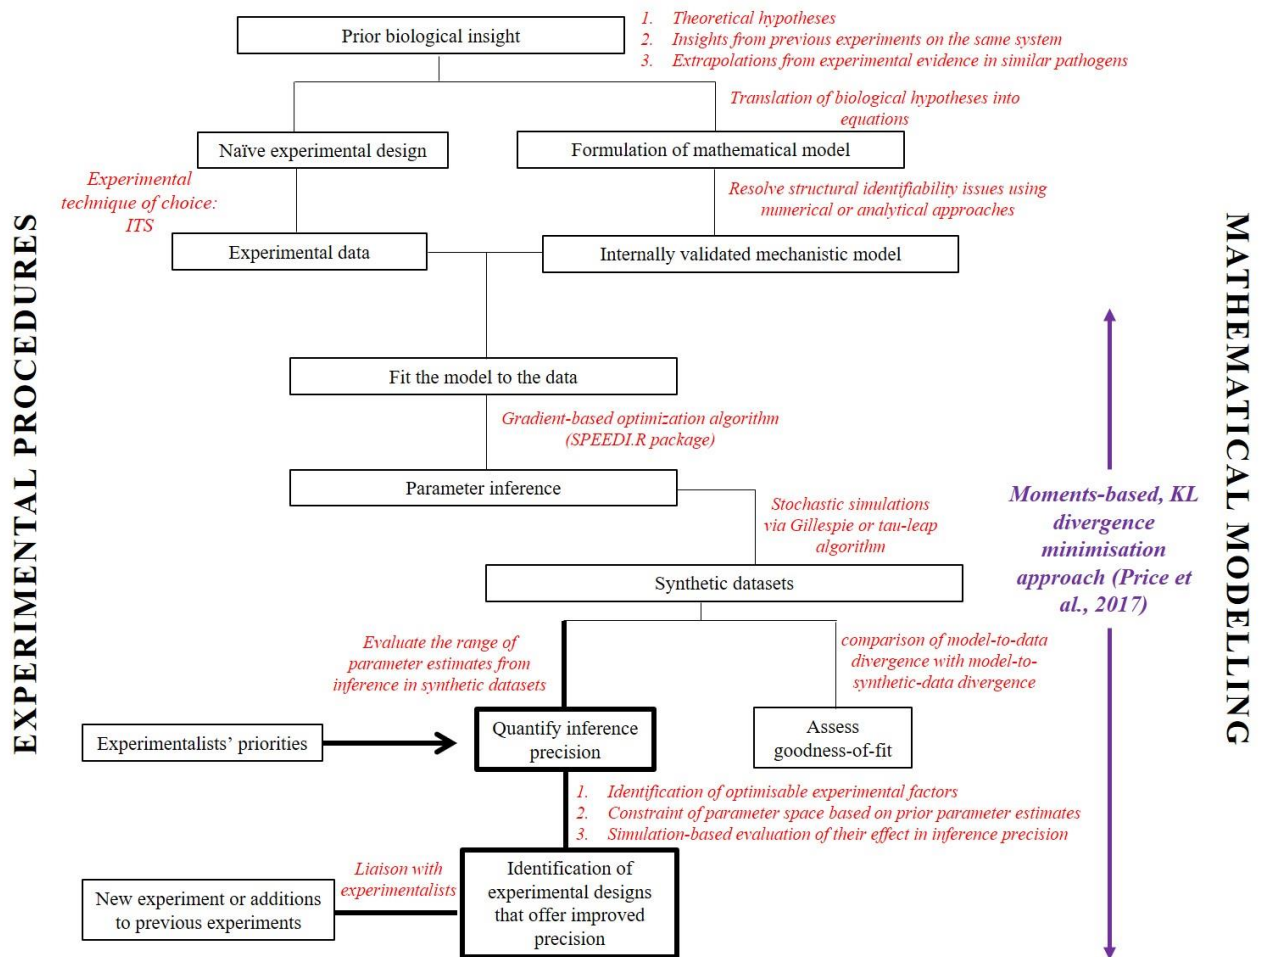 Prior biological insight
1. Theoretical hypotheses
2. Insights from previous experiments on the same system
3. Extrapolations from experimental evidence in similar pathogens
Translation of biological hypotheses into
equations
Naïve experimental design
Formulation of mathematical model
Experimental
technique of choice:
ITS
Resolve structural identifiability issues using
numerical or analytical approaches
Experimental data
Internally validated mechanistic model
EXPERIMENTAL PROCEDURES
MATHEMATICAL MODELLING
Fit the model to the data
Gradient-based optimization algorithm
(SPEEDI.R package)
Parameter inference
Stochastic simulations
via Gillespie or tau-leap
algorithm
Moments-based, KL
divergence
minimisation
approach (Price et
al., 2017)
Synthetic datasets
Evaluate the range of
parameter estimates from
inference in synthetic datasets
comparison of model-to-data
divergence with model-to-
synthetic-data divergence
Experimentalists' priorities
Quantify inference
precision
Assess
goodness-of-fit
1. Identification of optimisable experimental factors
2. Constraint of parameter space based on prior parameter estimates
3. Simulation-based evaluation of their effect in inference precision
Liaison with
experimentalists
New experiment or additions
to previous experiments
Identification of
experimental designs
that offer improved
precision